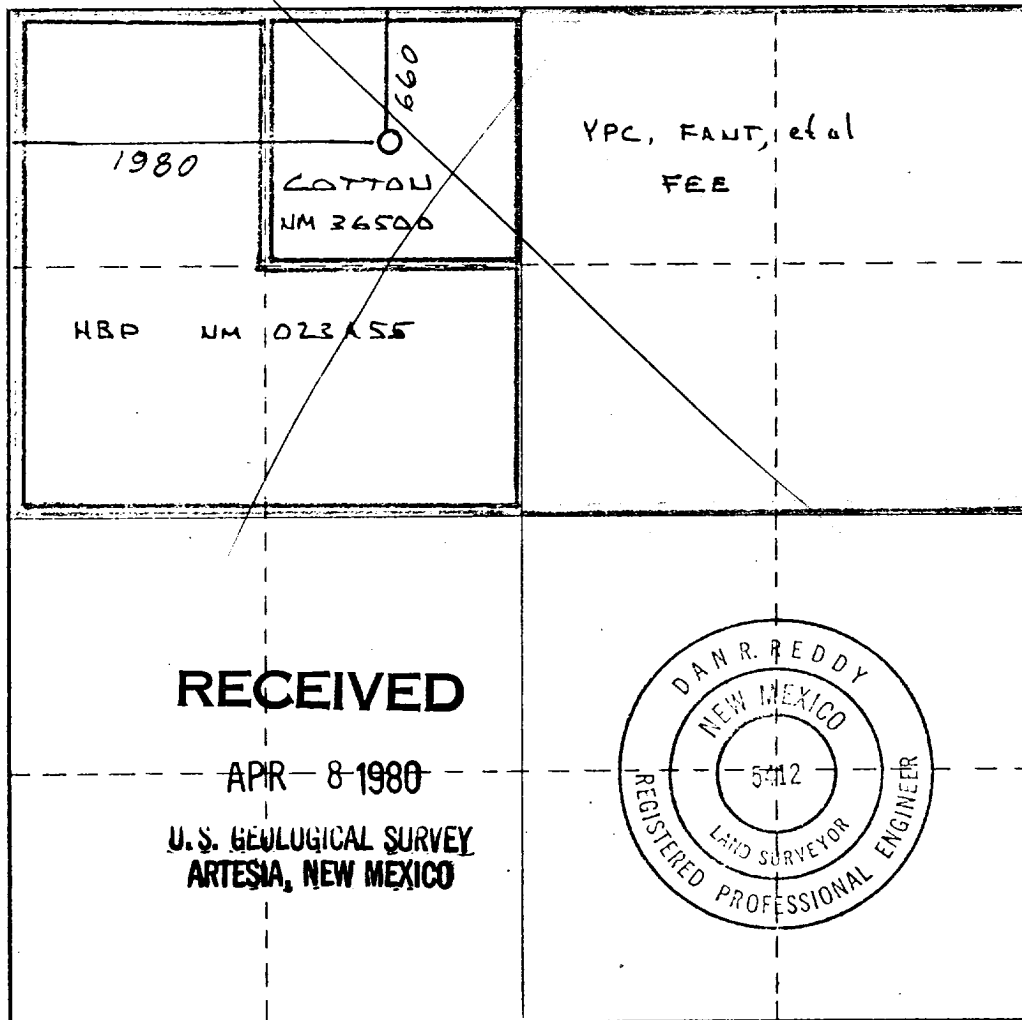 660
1980
COTTON
NM 36500
YPC, FANT, et al
FEE
HBP NM 023455
RECEIVED
APR - 8 1980
U.S. GEOLOGICAL SURVEY
ARTESIA, NEW MEXICO
DAN R. REDDY
NEW MEXICO
5412
LAND SURVEYOR
REGISTERED PROFESSIONAL ENGINEER